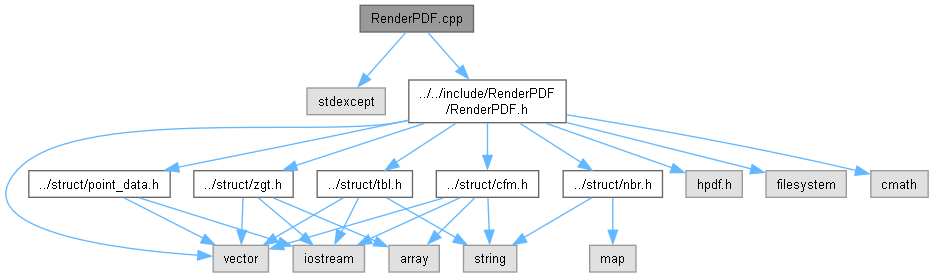 RenderPDF.cpp
stdexcept
../../include/RenderPDF
/RenderPDF.h
../struct/point_data.h
../struct/zgt.h
../struct/tbl.h
../struct/cfm.h
../struct/nbr.h
hpdf.h
filesystem
cmath
vector
iostream
array
string
map